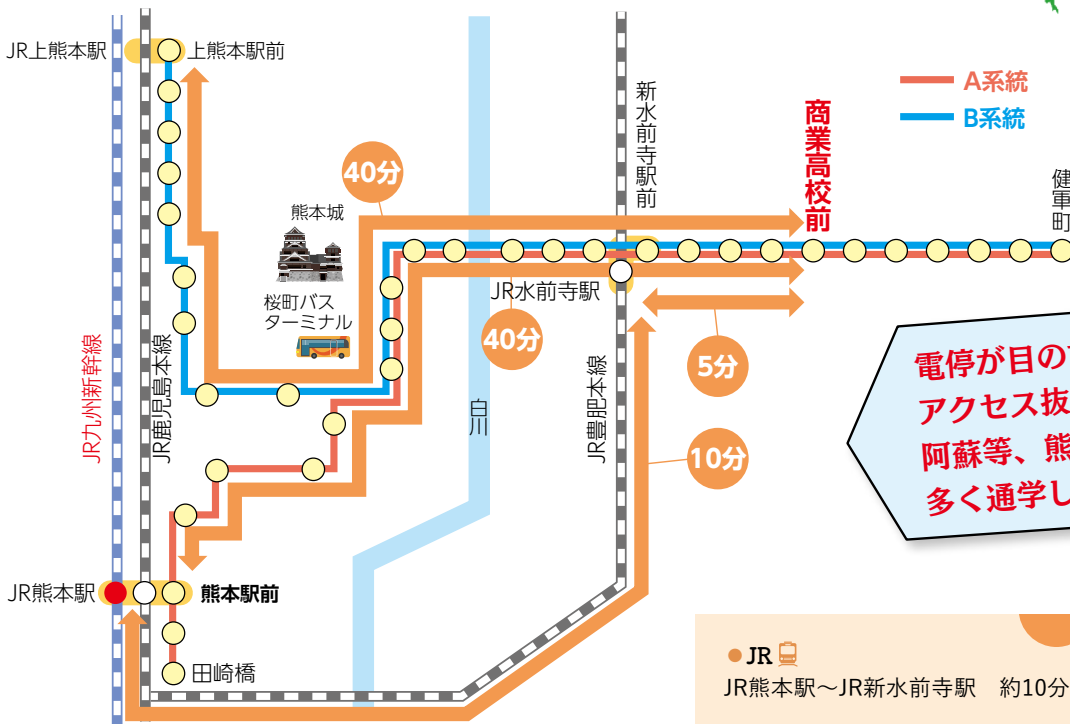 JR上熊本駅
上熊本駅前
A系統
B系統
新水前寺駅前
商業高校前
健軍町
40分
熊本城
桜町バス
ターミナル
JR水前寺駅
40分
5分
10分
JR九州新幹線
JR鹿児島本線
白川
JR豊肥本線
電停が目の
アクセス抜
阿蘇等、熊
多く通学し
JR熊本駅
熊本駅前
田崎橋
●JR
JR熊本駅～JR新水前寺駅　約10分